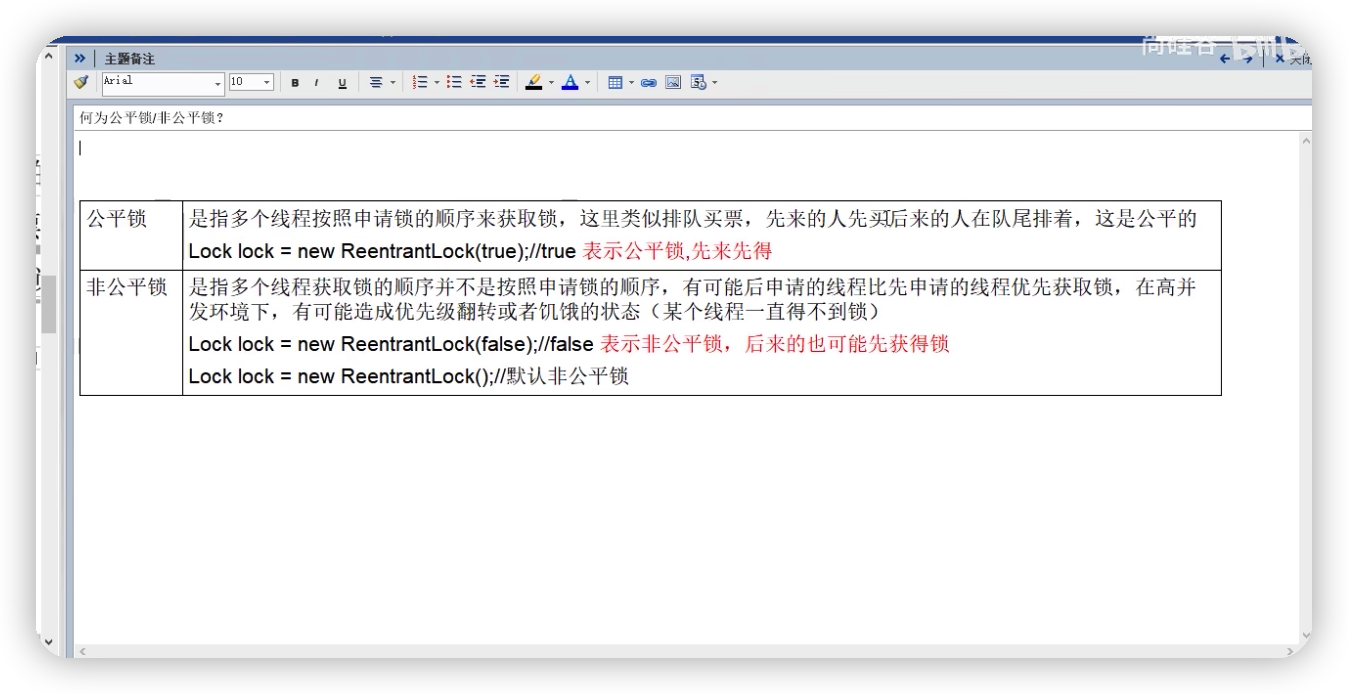 尚硅谷 bilibili
主题备注
关闭
Arial 10 B I U A
何为公平锁/非公平锁?
公平锁
是指多个线程按照申请锁的顺序来获取锁，这里类似排队买票，先来的人先买后来的人在队尾排着，这是公平的
Lock lock = new ReentrantLock(true);//true 表示公平锁,先来先得
非公平锁
是指多个线程获取锁的顺序并不是按照申请锁的顺序，有可能后申请的线程比先申请的线程优先获取锁，在高并
发环境下，有可能造成优先级翻转或者饥饿的状态（某个线程一直得不到锁）
Lock lock = new ReentrantLock(false);//false 表示非公平锁，后来的也可能先获得锁
Lock lock = new ReentrantLock();//默认非公平锁